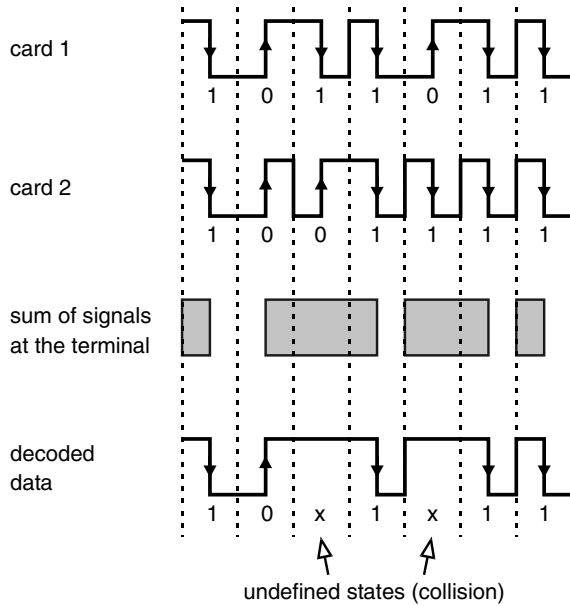 card 1
1 0 1 1 0 1 1
card 2
1 0 0 1 1 1 1
sum of signals
at the terminal
decoded
data
1 0 x 1 x 1 1
undefined states (collision)